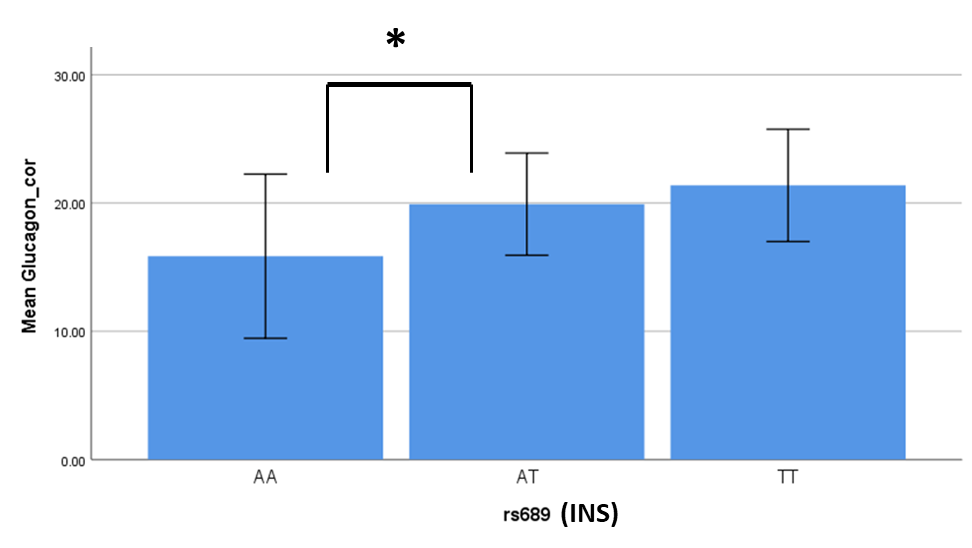 *
30.00
20.00
10.00
0.00
Mean Glucagon_cor
AA AT TT
rs689 (INS)